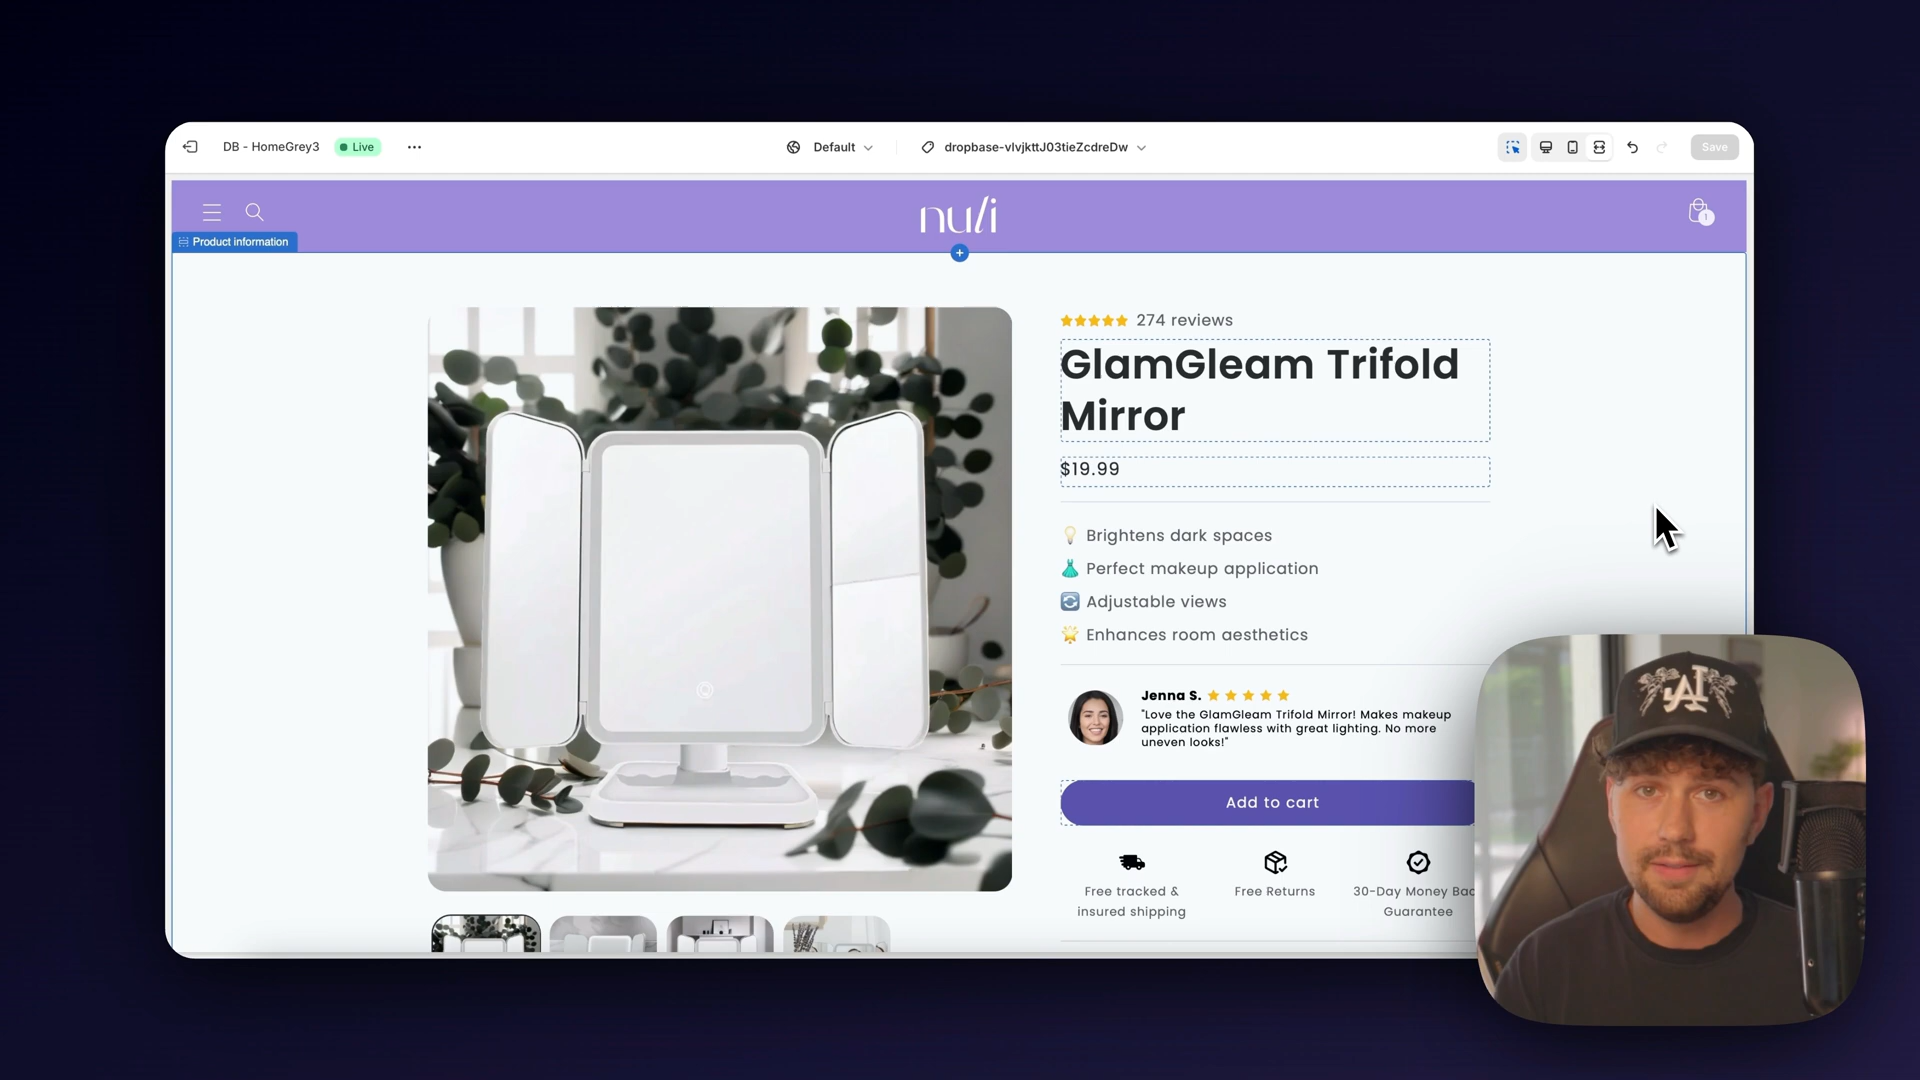 DB - HomeGrey3
Live
Default
dropbase-vlvjkttJ03tieZcdreDw
Save
nuli
1
Product information
274 reviews
GlamGleam Trifold
Mirror
$19.99
Brightens dark spaces
Perfect makeup application
Adjustable views
Enhances room aesthetics
Jenna S.
"Love the GlamGleam Trifold Mirror! Makes makeup
application flawless with great lighting. No more
uneven looks!"
Add to cart
Free tracked &
insured shipping
Free Returns
30-Day Money Bac
Guarantee
AI